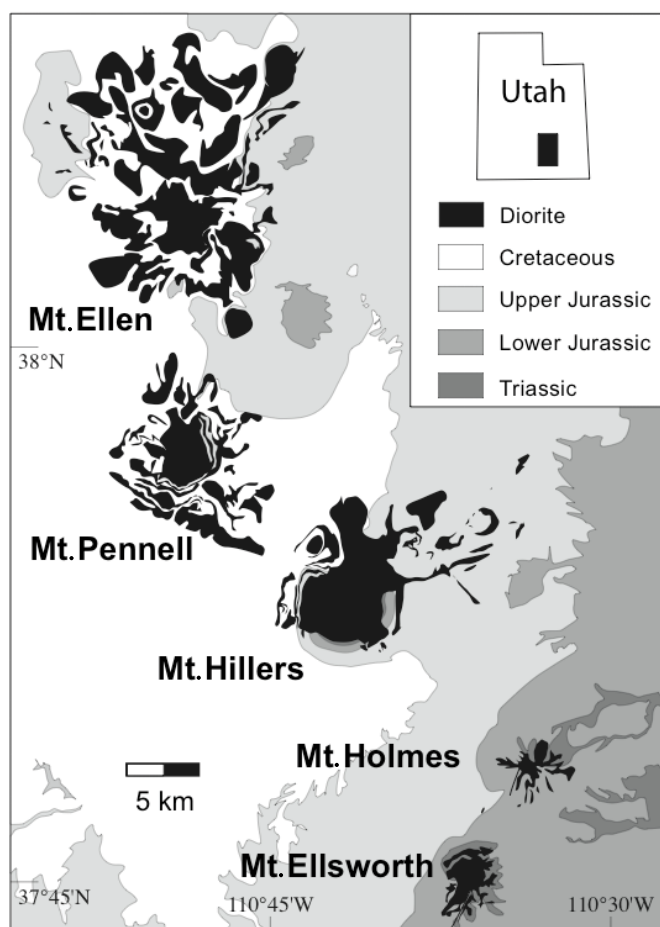 Utah
Diorite
Cretaceous
Upper Jurassic
Lower Jurassic
Triassic
Mt.Ellen
38°N
Mt.Pennell
Mt.Hillers
Mt.Holmes
5 km
Mt.Ellsworth
37°45'N
110°45'W
110°30'W